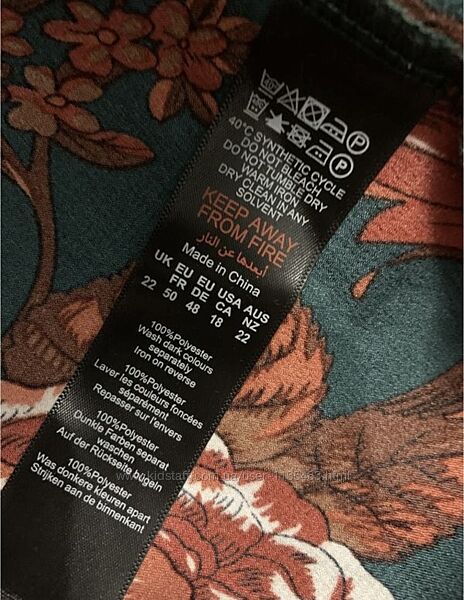 40°C SYNTHETIC CYCLE
DO NOT BLEACH
DO NOT TUMBLE DRY
WARM IRON
DRY CLEAN IN ANY
SOLVENT
KEEP AWAY
FROM FIRE
أبعدها عن النار
Made in China
UK EU EU USA AUS
FR DE CA NZ
22 50 48 18 22
100%Polyester
Wash dark colours
separately
Iron on reverse
100%Polyester
Laver les couleurs foncées
séparément
Repasser sur l'envers
100%Polyester
Dunkle Farben separat
waschen
Auf der Rückseite bügeln
100%Polyester
Was donkere kleuren apart
Strijken aan de binnenkant